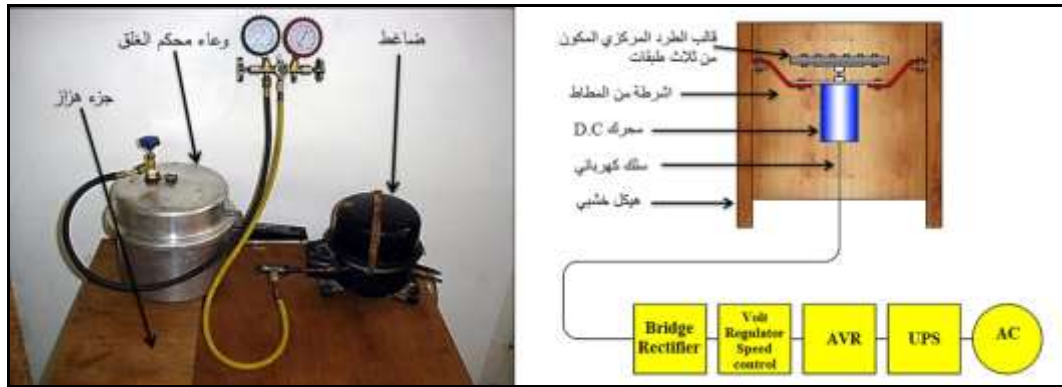 ضاغط
وعاء محكم الغلق
جزء هزاز
قالب الطرد المركزي المكون
من ثلاث طبقات
اشرطة من المطاط
محرك D.C
سلك كهربائي
هيكل خشبي
Bridge
Rectifier
Volt
Regulator
Speed
control
AVR
UPS
AC